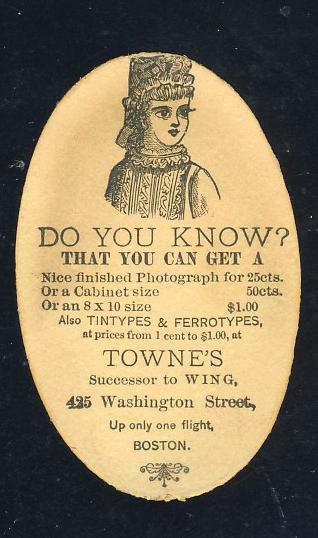 DO YOU KNOW?
THAT YOU CAN GET A
Nice finished Photograph for 25cts.
Or a Cabinet size 50cts.
Or an 8 X 10 size $1.00
Also TINTYPES & FERROTYPES,
at prices from 1 cent to $1.00, at
TOWNE'S
Successor to WING,
425 Washington Street,
Up only one flight,
BOSTON.